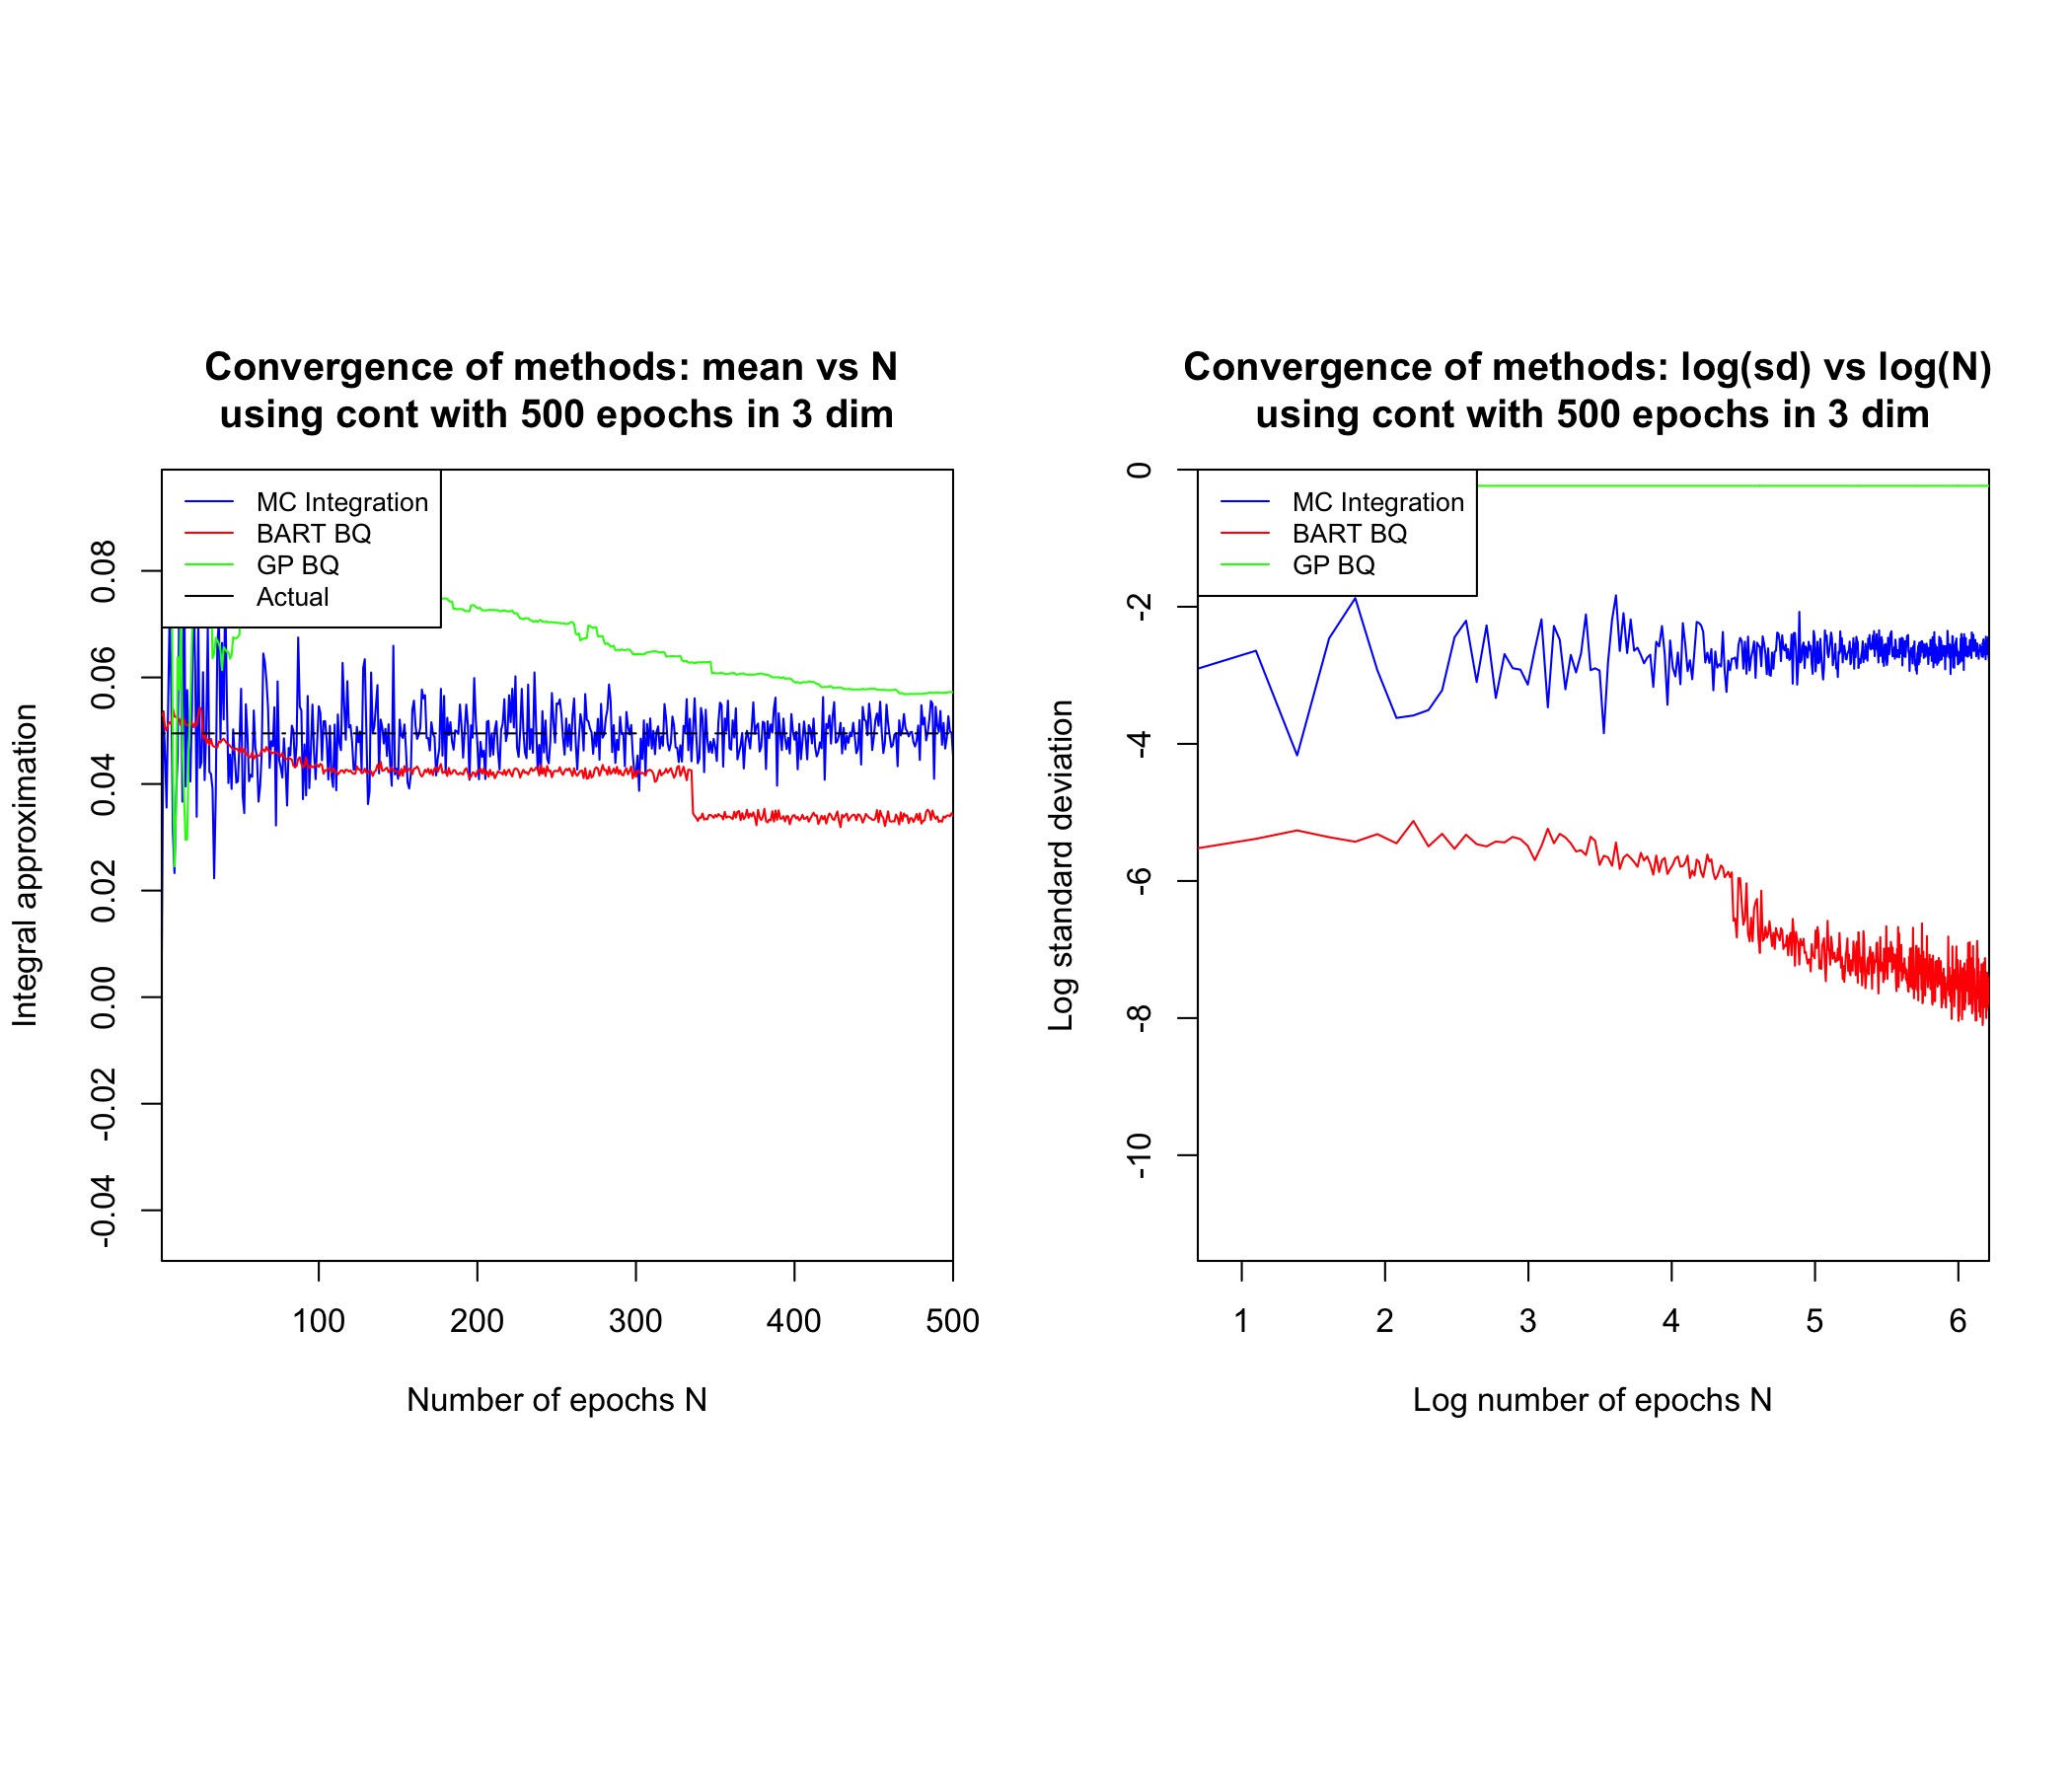 Convergence of methods: mean vs N
using cont with 500 epochs in 3 dim
MC Integration
BART BQ
GP BQ
Actual
Integral approximation
0.08
0.06
0.04
0.02
0.00
-0.02
-0.04
100 200 300 400 500
Number of epochs N
Convergence of methods: log(sd) vs log(N)
using cont with 500 epochs in 3 dim
MC Integration
BART BQ
GP BQ
Log standard deviation
0
-2
-4
-6
-8
-10
1 2 3 4 5 6
Log number of epochs N